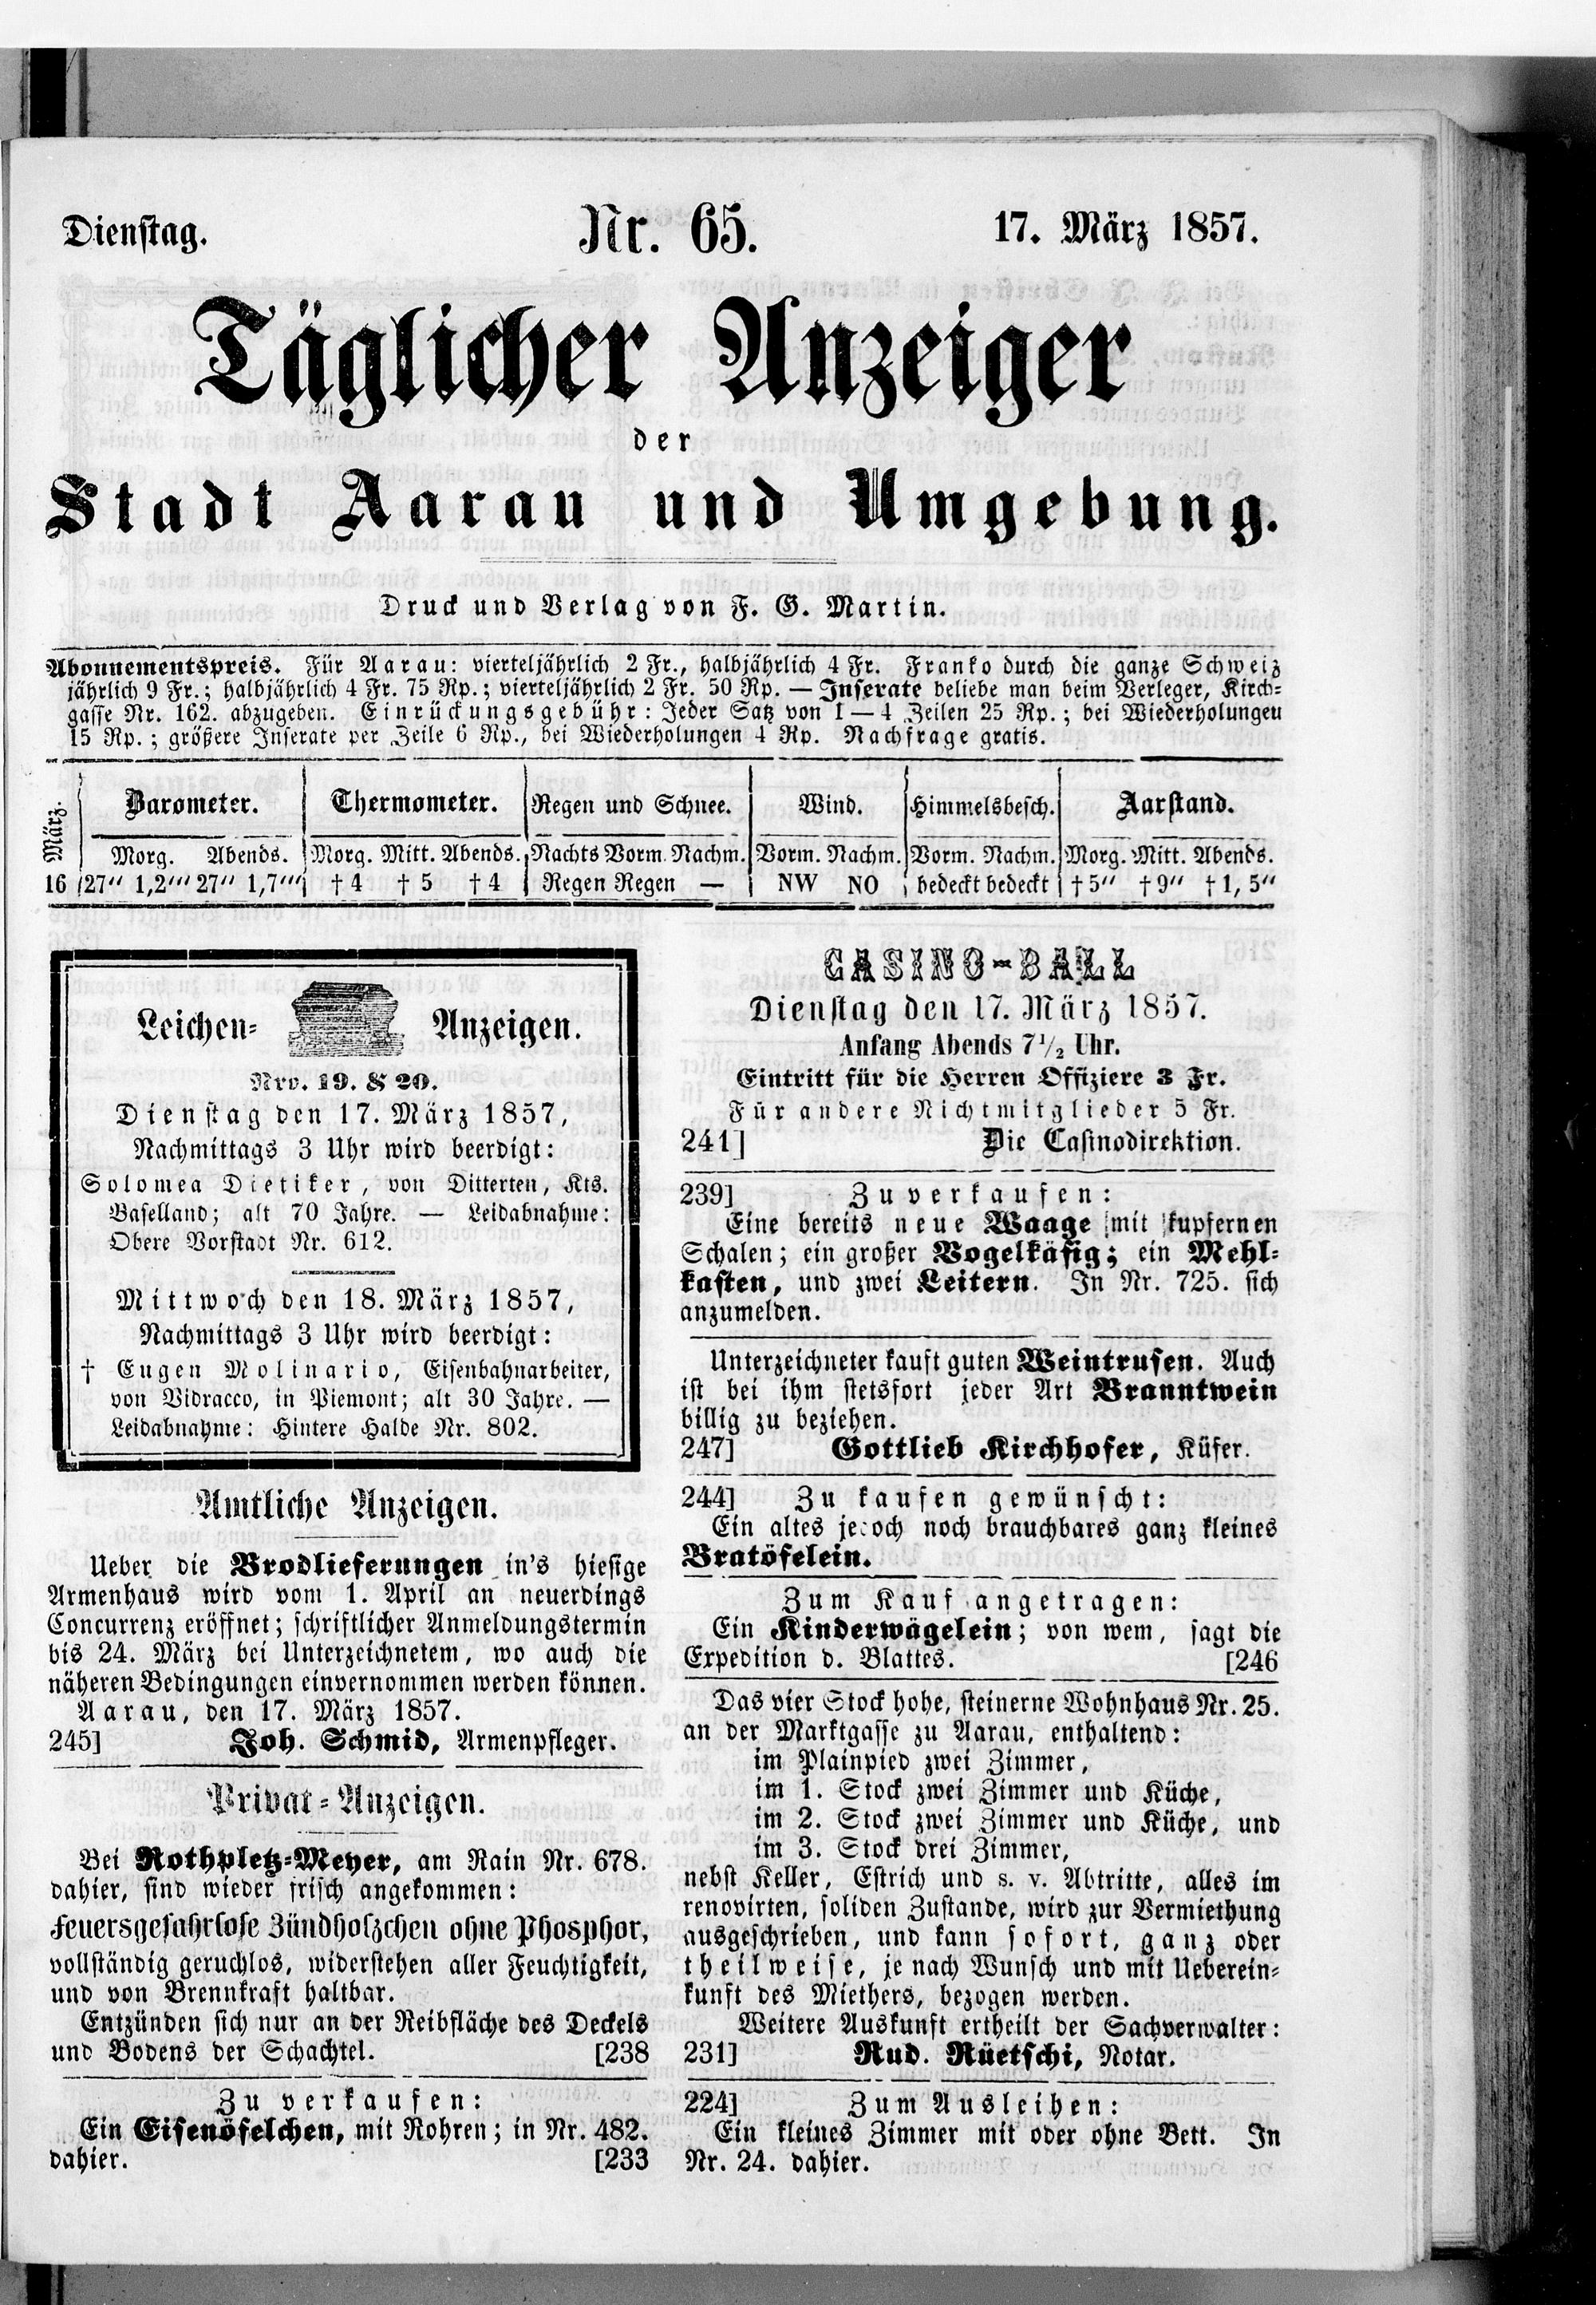 Dienstag.
Nr. 65.
17. März 1857.
Täglicher Anzeiger
der
Stadt Aarau und Umgebung.
Druck und Verlag von F. G. Martin.
Abonnementspreis. Für Aarau: vierteljährlich 2 Fr., halbjährlich 4 Fr. Franko durch die ganze Schweiz
jährlich 9 Fr.; halbjährlich 4 Fr. 75 Rp.; vierteljährlich 2 Fr. 50 Rp. — Inserate beliebe man beim Verleger, Kirch-
gasse Nr. 162. abzugeben. Einrückungsgebühr: Jeder Satz von 1—4 Zeilen 25 Rp.; bei Wiederholungeu
15 Rp.; größere Inserate per Zeile 6 Rp., bei Wiederholungen 4 Rp. Nachfrage gratis.
März. Barometer. Thermometer. Regen und Schnee. Wind. Himmelsbesch. Aarstand.
Morg. Abends. Morg. Mitt. Abends. Nachts Vorm. Nachm. Vorm. Nachm. Vorm. Nachm. Morg. Mitt. Abends.
16 27'' 1,2''' 27'' 1,7''' † 4 † 5 † 4 Regen Regen — NW NO bedeckt bedeckt † 5'' † 9'' † 1, 5''
Leichen- Anzeigen.
Nro. 19. & 20.
Dienstag den 17. März 1857,
Nachmittags 3 Uhr wird beerdigt:
Solomea Dietiker, von Ditterten, Kts.
Baselland; alt 70 Jahre. — Leidabnahme:
Obere Vorstadt Nr. 612.
Mittwoch den 18. März 1857,
Nachmittags 3 Uhr wird beerdigt:
† Eugen Molinario, Eisenbahnarbeiter,
von Vidracco, in Piemont; alt 30 Jahre. —
Leidabnahme: Hintere Halde Nr. 802.
Amtliche Anzeigen.
Ueber die Brodlieferungen in's hiesige
Armenhaus wird vom 1. April an neuerdings
Concurrenz eröffnet; schriftlicher Anmeldungstermin
bis 24. März bei Unterzeichnetem, wo auch die
näheren Bedingungen einvernommen werden können.
Aarau, den 17. März 1857.
245] Joh. Schmid, Armenpfleger.
Privat-Anzeigen.
Bei Rothpletz-Meyer, am Rain Nr. 678.
dahier, sind wieder frisch angekommen:
Feuersgefahrlose Zündholzchen ohne Phosphor,
vollständig geruchlos, widerstehen aller Feuchtigkeit,
und von Brennkraft haltbar.
Entzünden sich nur an der Reibfläche des Deckels
und Bodens der Schachtel. [238
Zu verkaufen:
Ein Eisenöfelchen, mit Rohren; in Nr. 482.
dahier. [233
CASINO-BALL
Dienstag den 17. März 1857.
Anfang Abends 7 1/2 Uhr.
Eintritt für die Herren Offiziere 3 Fr.
Für andere Nichtmitglieder 5 Fr.
241] Die Casinodirektion.
239] Zu verkaufen:
Eine bereits neue Waage mit kupfernen
Schalen; ein großer Vogelkäfig; ein Mehl-
kasten, und zwei Leitern. In Nr. 725. sich
anzumelden.
Unterzeichneter kauft guten Weintrusen. Auch
ist bei ihm stetsfort jeder Art Branntwein
billig zu beziehen.
247] Gottlieb Kirchhofer, Küfer.
244] Zu kaufen gewünscht:
Ein altes jedoch noch brauchbares ganz kleines
Bratöfelein.
Zum Kauf angetragen:
Ein Kinderwägelein; von wem, sagt die
Expedition d. Blattes. [246
Das vier Stock hohe, steinerne Wohnhaus Nr. 25.
an der Marktgasse zu Aarau, enthaltend:
im Plainpied zwei Zimmer,
im 1. Stock zwei Zimmer und Küche,
im 2. Stock zwei Zimmer und Küche, und
im 3. Stock drei Zimmer,
nebst Keller, Estrich und s. v. Abtritte, alles im
renovirten, soliden Zustande, wird zur Vermiethung
ausgeschrieben, und kann sofort, ganz oder
theilweise, je nach Wunsch und mit Ueberein-
kunft des Miethers, bezogen werden.
Weitere Auskunft ertheilt der Sachverwalter:
231] Rud. Rüetschi, Notar.
224] Zum Ausleihen:
Ein kleines Zimmer mit oder ohne Bett. In
Nr. 24. dahier.